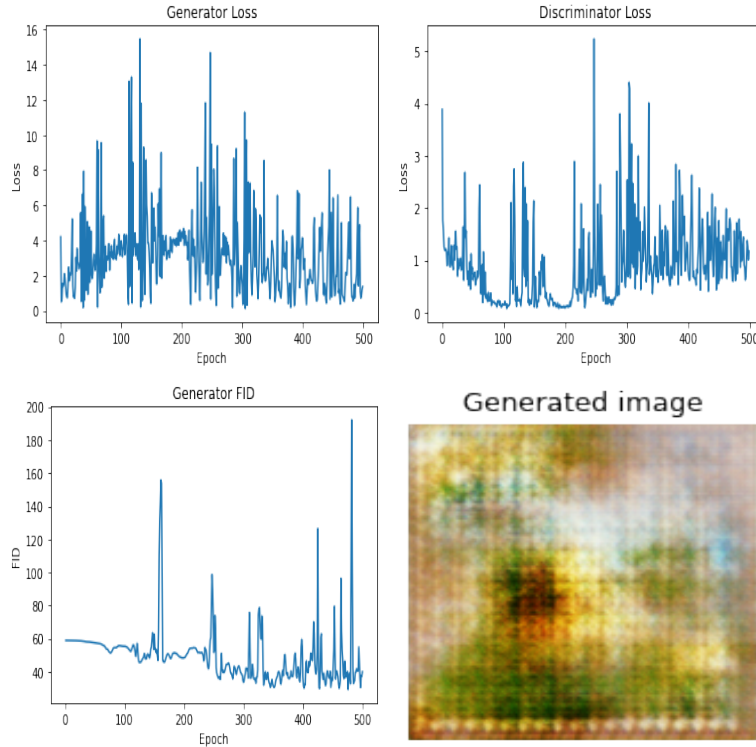 Generator Loss
16
14
12
10
8
6
4
2
0
Loss
0 100 200 300 400 500
Epoch
Discriminator Loss
5
4
3
2
1
0
Loss
0 100 200 300 400 500
Epoch
Generator FID
200
180
160
140
120
100
80
60
40
FID
0 100 200 300 400 500
Epoch
Generated image